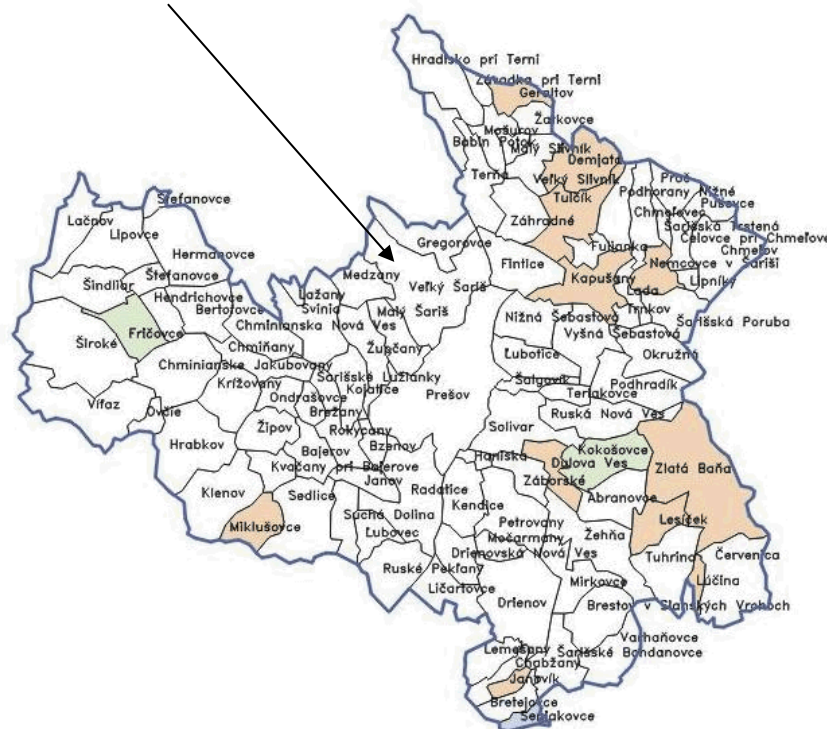 Hradisko pri Terni
Závadka pri Terni
Geraltov
Žarkovce
Mošurov
Babin Potok
Malý Slivník
Demjata
Terňa
Veľký Slivník
Proč
Tulčík
Podhorany
Nižné
Pušovce
Štefanovce
Chmeľovec
Lačnov
Záhradné
Šarišská Trstená
Lipovce
Čelovce pri Chmeľove
Gregorovce
Fulianka
Chmeľov
Hermanovce
Fintice
Nemcovce v Šariši
Medzany
Štefanovce
Kapušany
Lipníky
Šindliar
Veľký Šariš
Lada
Hendrichovce
Lažany
Bertotovce
Svinia
Malý
Šariš
Trnkov
Chminianska Nová Ves
Nižná Šebastová
Šarišská Poruba
Fričovce
Vyšná Šebastová
Široké
Chmiňany
Župčany
Ľubotice
Okružná
Chminianske Jakubovany
Šarišské Lužianky
Šalgovík
Križovany
Kojatice
Podhradík
Ondrašovce
Prešov
Teriakovce
Víťaz
Ovčie
Brežany
Ruská Nová Ves
Žipov
Rokycany
Solivar
Hrabkov
Bzenov
Bajerov
Kokošovce
Haniska
Dulova Ves
Kvačany pri Bajerove
Zlatá Baňa
Janov
Záborské
Klenov
Sedlice
Radatice
Abranovce
Kendice
Miklušovce
Suchá Dolina
Petrovany
Lesíček
Ľubovec
Močarmany
Žehňa
Drienovská Nová Ves
Tuhrina
Červenica
Ruské Pekľany
Mirkovce
Lúčina
Ličartovce
Drienov
Brestov v Slanských Vrchoch
Varhaňovce
Lemešany
Šarišské Bohdanovce
Chabžany
Janovík
Bretejovce
Seniakovce